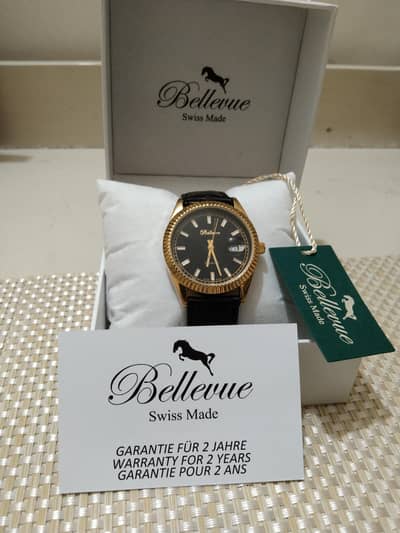 Bellevue
Swiss Made
Bellevue
Bellevue
Swiss Made
Bellevue
Swiss Made
GARANTIE FÜR 2 JAHRE
WARRANTY FOR 2 YEARS
GARANTIE POUR 2 ANS